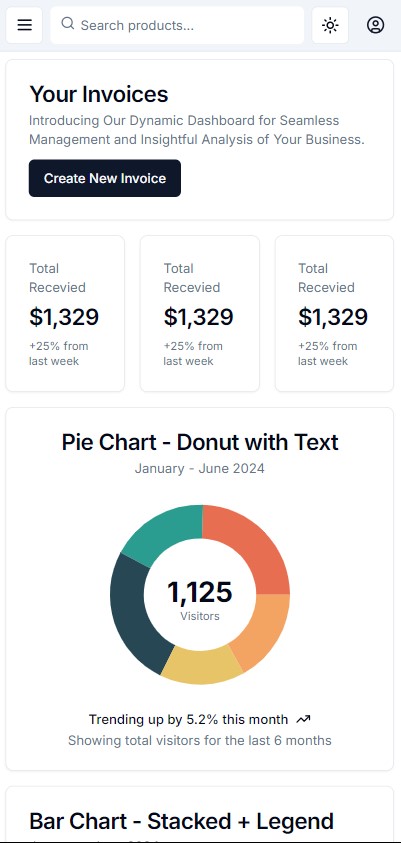 Search products...
Your Invoices
Introducing Our Dynamic Dashboard for Seamless
Management and Insightful Analysis of Your Business.
Create New Invoice
Total
Recevied
$1,329
+25% from
last week
Total
Recevied
$1,329
+25% from
last week
Total
Recevied
$1,329
+25% from
last week
Pie Chart - Donut with Text
January - June 2024
1,125
Visitors
Trending up by 5.2% this month
Showing total visitors for the last 6 months
Bar Chart - Stacked + Legend